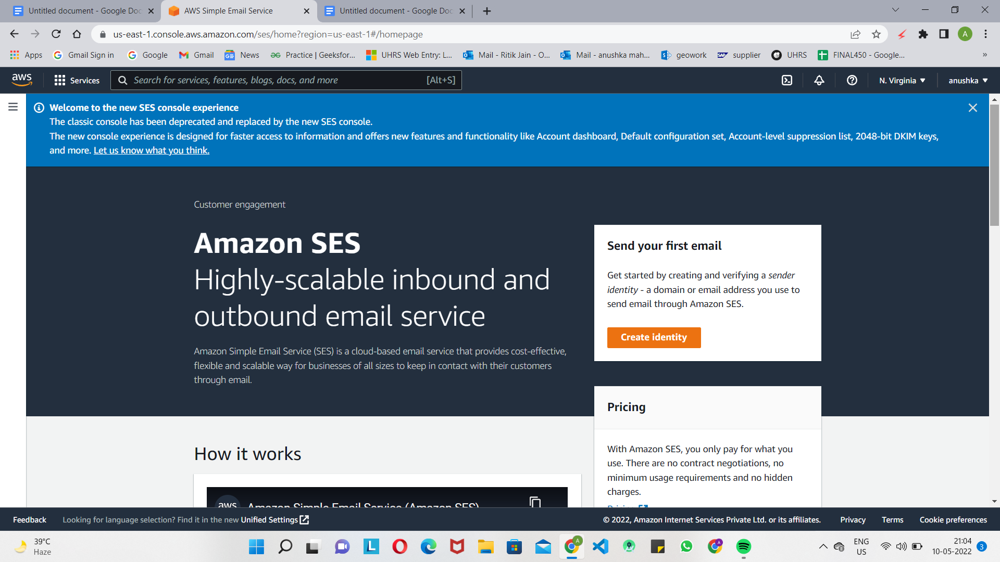 Untitled document - Google Doc
AWS Simple Email Service
Untitled document - Google Doc
us-east-1.console.aws.amazon.com/ses/home?region=us-east-1#/homepage
A
Apps
Gmail Sign in
Google
Gmail
News
Practice | Geeksfor...
UHRS Web Entry: L...
Mail - Ritik Jain - O...
Mail - anushka mah...
geowork
supplier
UHRS
FINAL450 - Google...
»
aws
Services
Search for services, features, blogs, docs, and more
[Alt+S]
N. Virginia
anushka
Welcome to the new SES console experience
The classic console has been deprecated and replaced by the new SES console.
The new console experience is designed for faster access to information and offers new features and functionality like Account dashboard, Default configuration set, Account-level suppression list, 2048-bit DKIM keys,
and more. Let us know what you think.
Customer engagement
Amazon SES
Highly-scalable inbound and
outbound email service
Amazon Simple Email Service (SES) is a cloud-based email service that provides cost-effective,
flexible and scalable way for businesses of all sizes to keep in contact with their customers
through email.
Send your first email
Get started by creating and verifying a sender
identity - a domain or email address you use to
send email through Amazon SES.
Create identity
Pricing
With Amazon SES, you only pay for what you
use. There are no contract negotiations, no
minimum usage requirements and no hidden
charges.
How it works
aws
Amazon Simple Email Service (Amazon SES)
Feedback
Looking for language selection? Find it in the new Unified Settings
© 2022, Amazon Internet Services Private Ltd. or its affiliates.
Privacy
Terms
Cookie preferences
39°C
Haze
ENG
US
21:04
10-05-2022
3